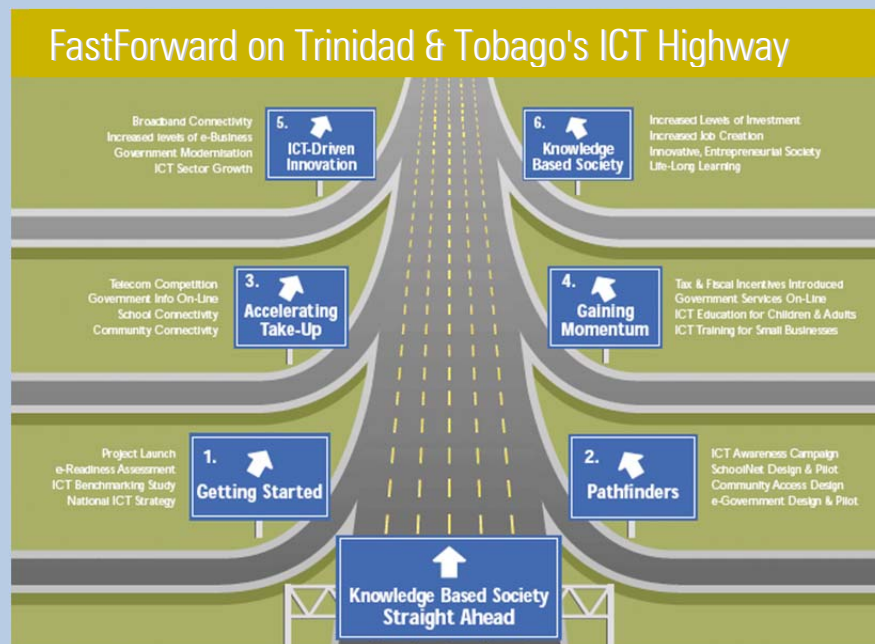 FastForward on Trinidad & Tobago's ICT Highway
Broadband Connectivity
Increased levels of e-Business
Government Modernisation
ICT Sector Growth
5.
ICT-Driven
Innovation
6.
Knowledge
Based Society
Increased Levels of Investment
Increased Job Creation
Innovative, Entrepreneurial Society
Life-Long Learning
Telecom Competition
Government Info On-Line
School Connectivity
Community Connectivity
3.
Accelerating
Take-Up
4.
Gaining
Momentum
Tax & Fiscal Incentives Introduced
Government Services On-Line
ICT Education for Children & Adults
ICT Training for Small Businesses
Project Launch
e-Readiness Assessment
ICT Benchmarking Study
National ICT Strategy
1.
Getting Started
2.
Pathfinders
ICT Awareness Campaign
SchoolNet Design & Pilot
Community Access Design
e-Government Design & Pilot
Knowledge Based Society
Straight Ahead